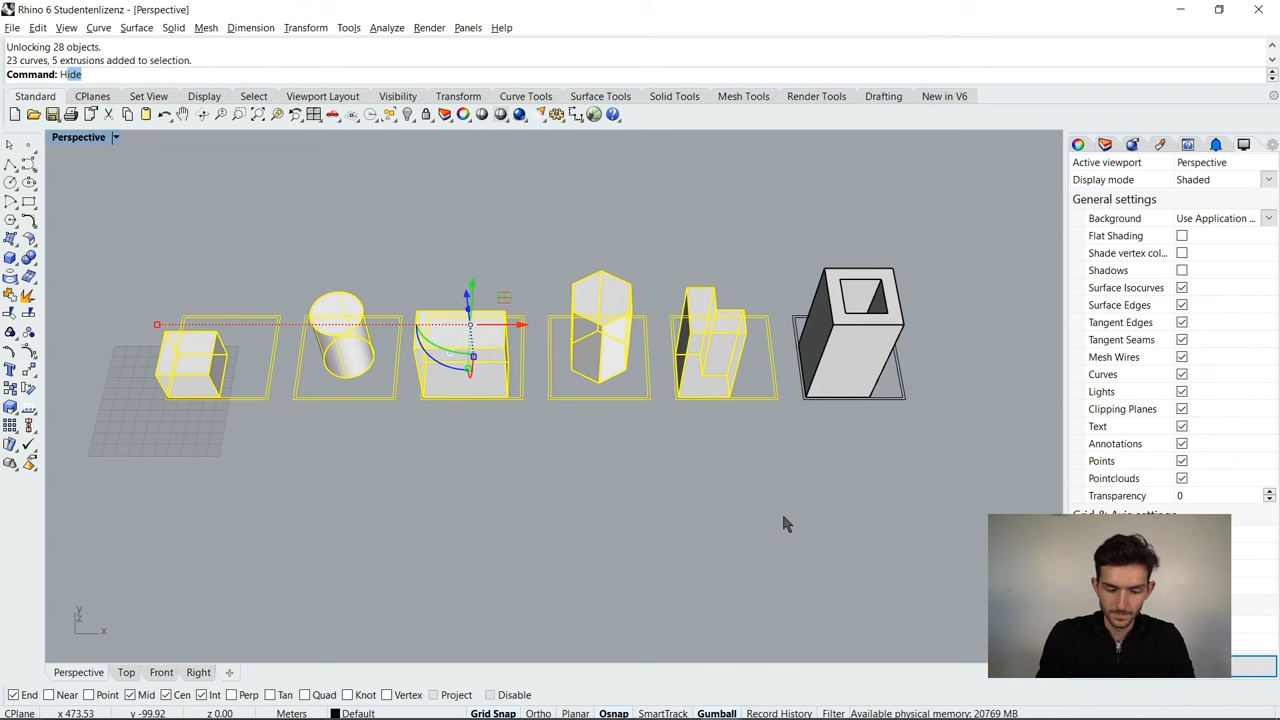 Rhino 6 Studentenlizenz - [Perspective]
File Edit View Curve Surface Solid Mesh Dimension Transform Tools Analyze Render Panels Help
Unlocking 28 objects.
23 curves, 5 extrusions added to selection.
Command: Hide
Standard CPlanes Set View Display Select Viewport Layout Visibility Transform Curve Tools Surface Tools Solid Tools Mesh Tools Render Tools Drafting New in V6
Perspective
Active viewport Perspective
Display mode Shaded
General settings
Background Use Application ...
Flat Shading
Shade vertex col...
Shadows
Surface Isocurves
Surface Edges
Tangent Edges
Tangent Seams
Mesh Wires
Curves
Lights
Clipping Planes
Text
Annotations
Points
Pointclouds
Transparency 0
Grid & Axis settings
y
z
x
Perspective Top Front Right
End Near Point Mid Cen Int Perp Tan Quad Knot Vertex Project Disable
CPlane x 473.53 y -99.92 z 0.00 Meters Default Grid Snap Ortho Planar Osnap SmartTrack Gumball Record History Filter Available physical memory: 20769 MB